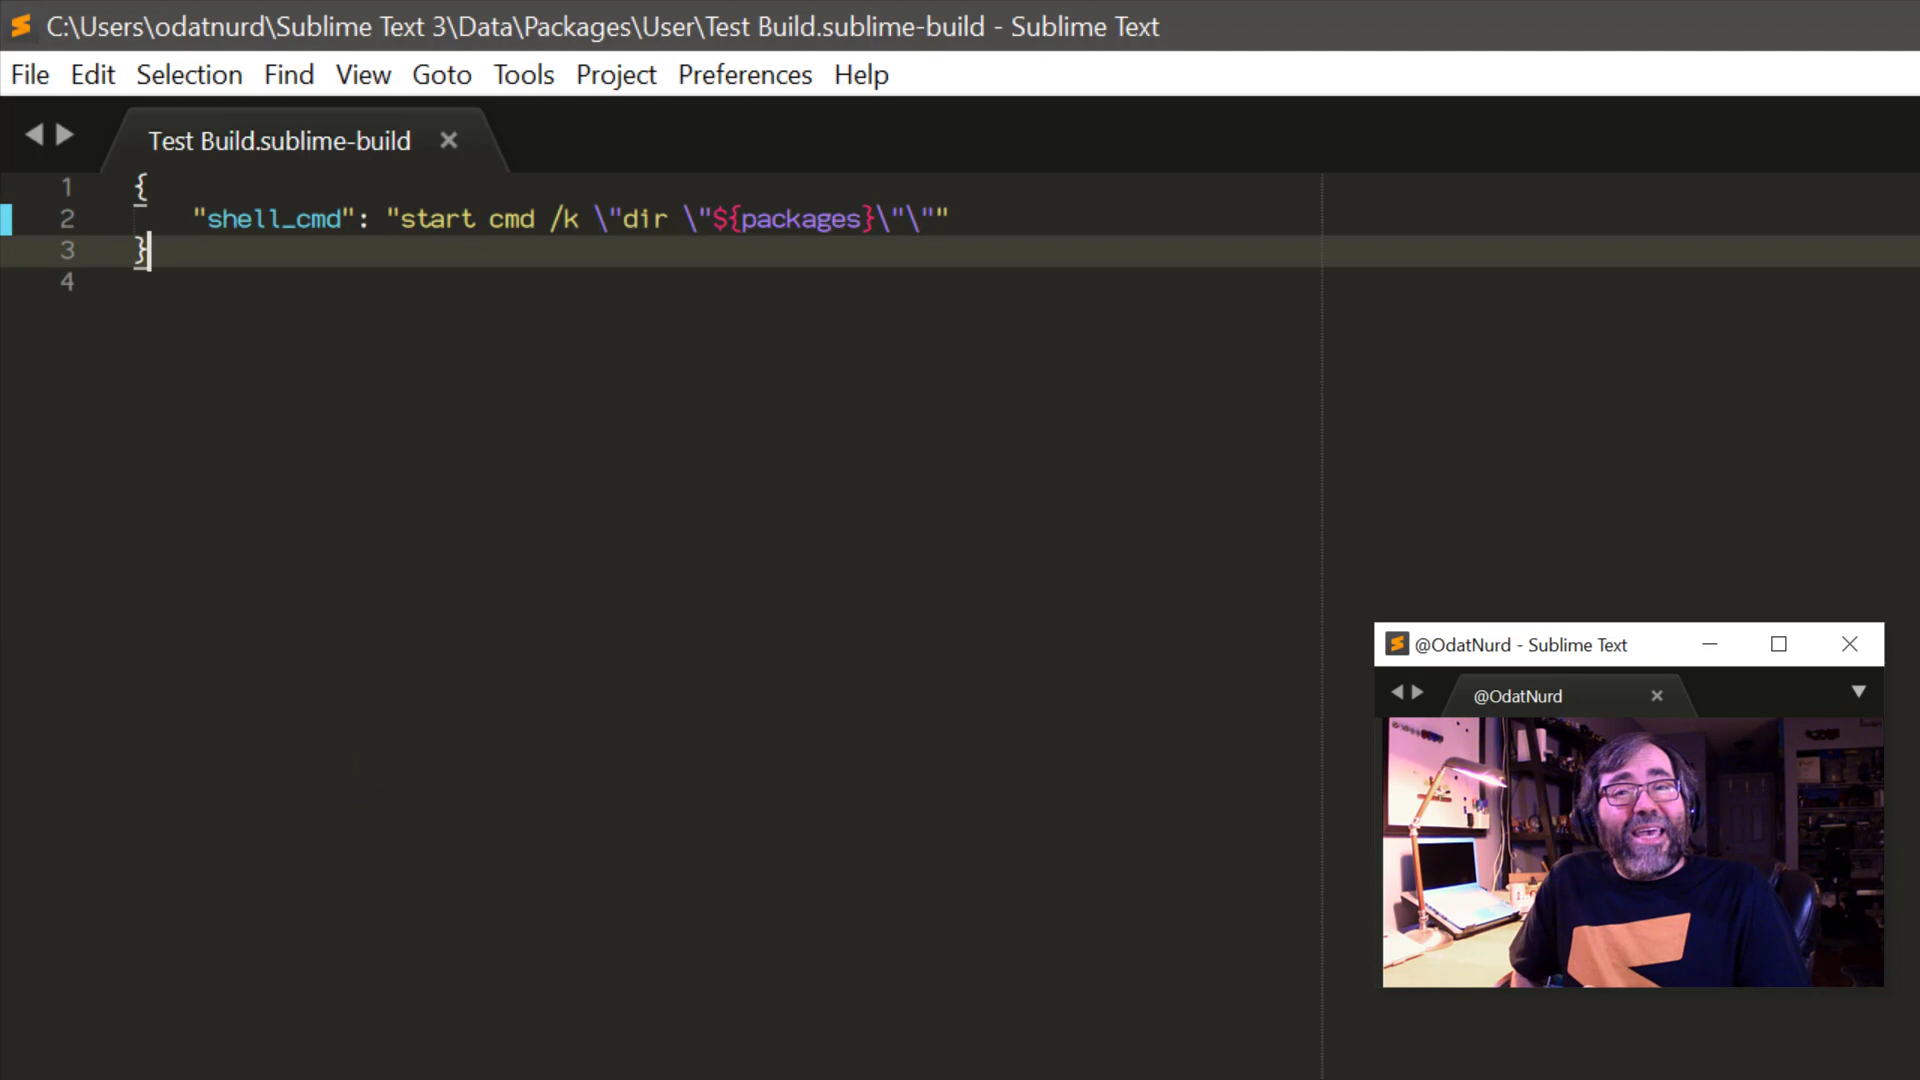 C:\Users\odatnurd\Sublime Text 3\Data\Packages\User\Test Build.sublime-build - Sublime Text
File Edit Selection Find View Goto Tools Project Preferences Help
Test Build.sublime-build
1 {
2 "shell_cmd": "start cmd /k \"dir \"${packages}\"\""
3 }
4
@OdatNurd - Sublime Text
@OdatNurd